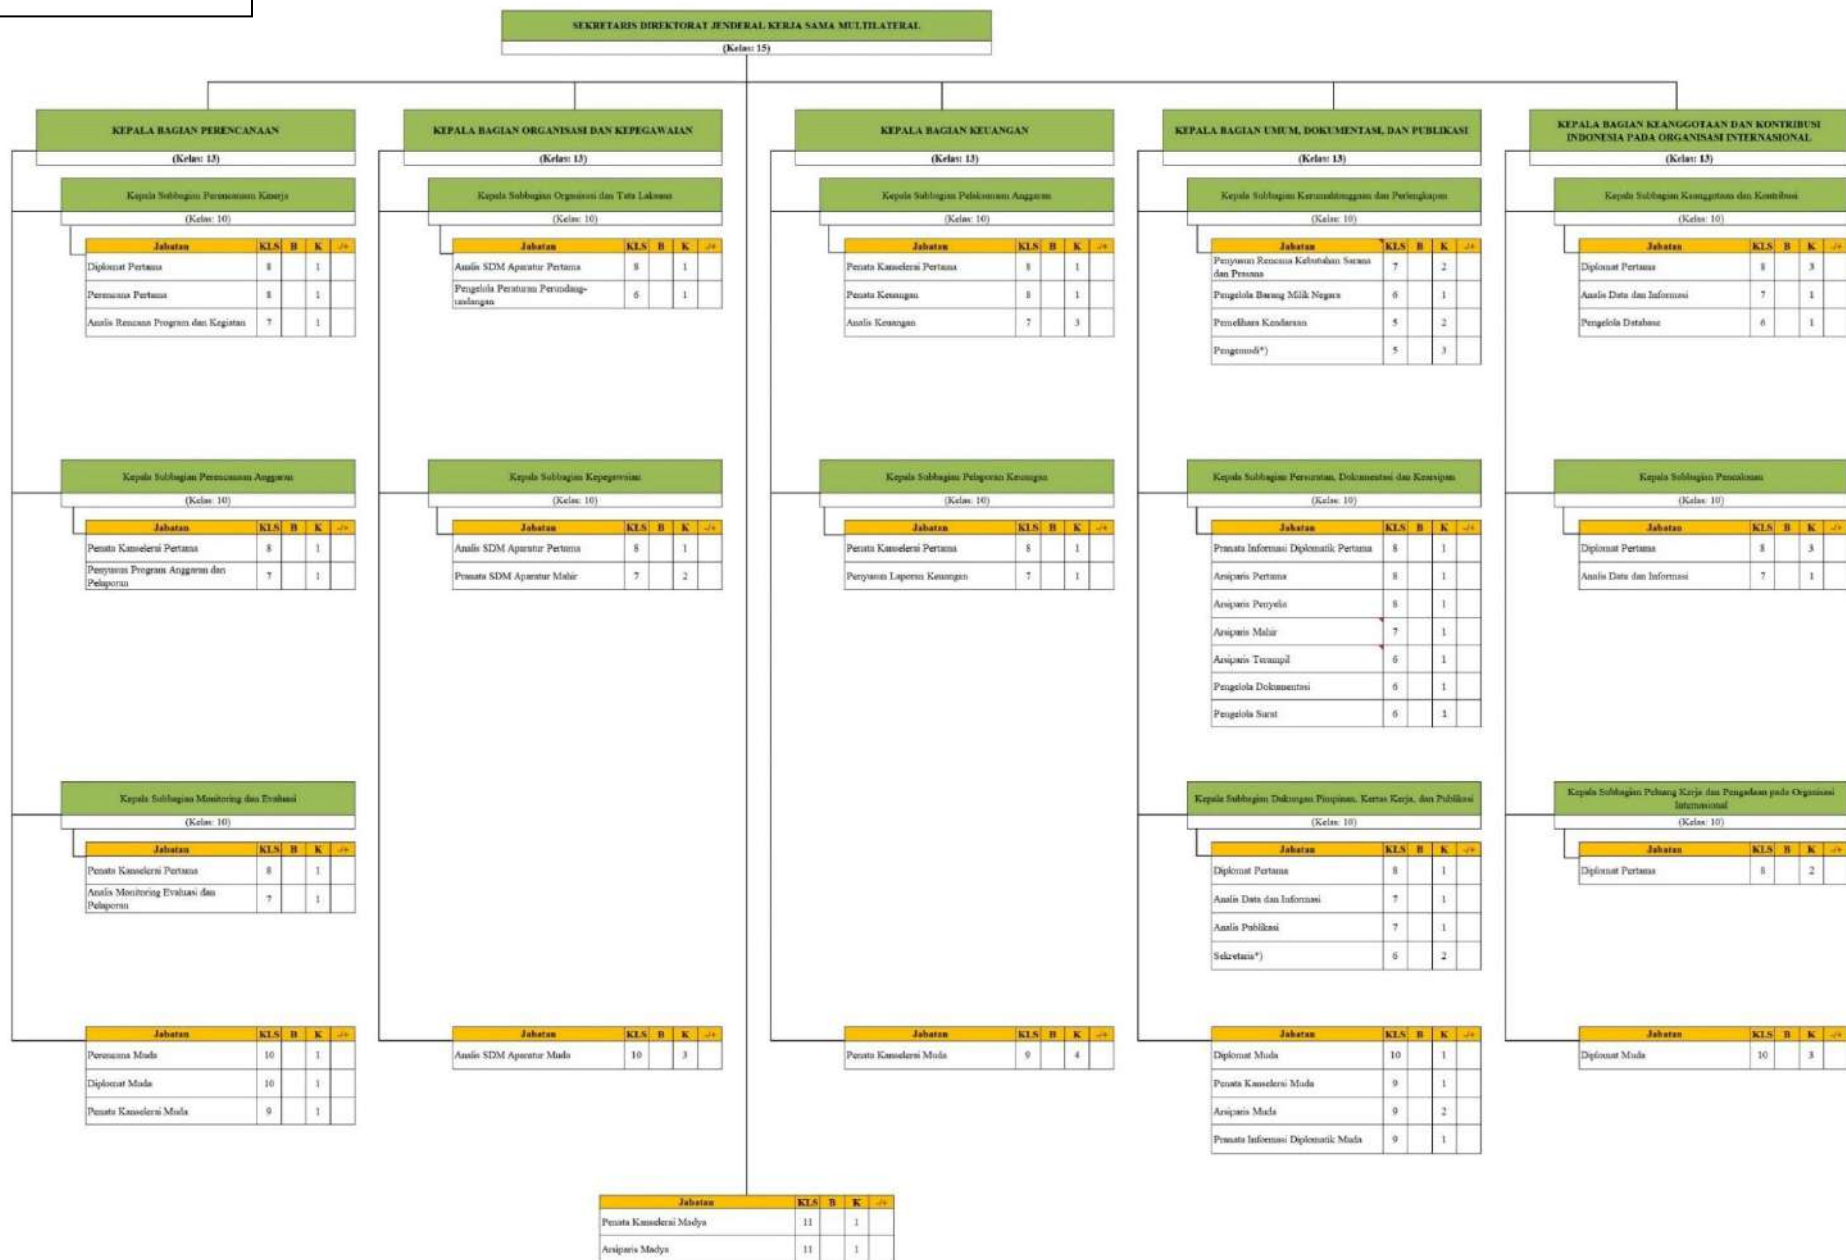 SEKRETARIS DIREKTORAT JENDERAL KERJA SAMA MULTILATERAL
(Kelas: 15)
KEPALA BAGIAN PERENCANAAN
(Kelas: 13)
Kepala Subbagian Perencanaan Kinerja
(Kelas: 10)
Jabatan KLS B K -/+
Diplomat Pertama 8 1
Perencana Pertama 8 1
Analis Rencana Program dan Kegiatan 7 1
Kepala Subbagian Perencanaan Anggaran
(Kelas: 10)
Jabatan KLS B K -/+
Penata Kanselerai Pertama 8 1
Penyusun Program Anggaran dan
Pelaporan 7 1
Kepala Subbagian Monitoring dan Evaluasi
(Kelas: 10)
Jabatan KLS B K -/+
Penata Kanselerai Pertama 8 1
Analis Monitoring Evaluasi dan
Pelaporan 7 1
Jabatan KLS B K -/+
Perencana Muda 10 1
Diplomat Muda 10 1
Penata Kanselerai Muda 9 1
KEPALA BAGIAN ORGANISASI DAN KEPEGAWAIAN
(Kelas: 13)
Kepala Subbagian Organisasi dan Tata Laksana
(Kelas: 10)
Jabatan KLS B K -/+
Analis SDM Aparatur Pertama 8 1
Pengelola Peraturan Perundang-
undangan 6 1
Kepala Subbagian Kepegawaian
(Kelas: 10)
Jabatan KLS B K -/+
Analis SDM Aparatur Pertama 8 1
Pranata SDM Aparatur Mahir 7 2
Jabatan KLS B K -/+
Analis SDM Aparatur Muda 10 3
KEPALA BAGIAN KEUANGAN
(Kelas: 13)
Kepala Subbagian Pelaksanaan Anggaran
(Kelas: 10)
Jabatan KLS B K -/+
Penata Kanselerai Pertama 8 1
Penata Keuangan 8 1
Analis Keuangan 7 3
Kepala Subbagian Pelaporan Keuangan
(Kelas: 10)
Jabatan KLS B K -/+
Penata Kanselerai Pertama 8 1
Penyusun Laporan Keuangan 7 1
Jabatan KLS B K -/+
Penata Kanselerai Muda 9 4
KEPALA BAGIAN UMUM, DOKUMENTASI, DAN PUBLIKASI
(Kelas: 13)
Kepala Subbagian Kerumahtanggaan dan Perlengkapan
(Kelas: 10)
Jabatan KLS B K -/+
Penyusun Rencana Kebutuhan Sarana
dan Prasana 7 2
Pengelola Barang Milik Negara 6 1
Pemelihara Kendaraan 5 2
Pengemudi*) 5 3
Kepala Subbagian Persuratan, Dokumentasi dan Kearsipan
(Kelas: 10)
Jabatan KLS B K -/+
Pranata Informasi Diplomatik Pertama 8 1
Arsiparis Pertama 8 1
Arsiparis Penyelia 8 1
Arsiparis Mahir 7 1
Arsiparis Terampil 6 1
Pengelola Dokumentasi 6 1
Pengelola Surat 6 1
Kepala Subbagian Dukungan Pimpinan, Kertas Kerja, dan Publikasi
(Kelas: 10)
Jabatan KLS B K -/+
Diplomat Pertama 8 1
Analis Data dan Informasi 7 1
Analis Publikasi 7 1
Sekretaris*) 6 2
Jabatan KLS B K -/+
Diplomat Muda 10 1
Penata Kanselerai Muda 9 1
Arsiparis Muda 9 2
Pranata Informasi Diplomatik Muda 9 1
KEPALA BAGIAN KEANGGOTAAN DAN KONTRIBUSI
INDONESIA PADA ORGANISASI INTERNASIONAL
(Kelas: 13)
Kepala Subbagian Keanggotaan dan Kontribusi
(Kelas: 10)
Jabatan KLS B K -/+
Diplomat Pertama 8 3
Analis Data dan Informasi 7 1
Pengelola Database 6 1
Kepala Subbagian Pencalonan
(Kelas: 10)
Jabatan KLS B K -/+
Diplomat Pertama 8 3
Analis Data dan Informasi 7 1
Kepala Subbagian Peluang Kerja dan Pengadaan pada Organisasi
Internasional
(Kelas: 10)
Jabatan KLS B K -/+
Diplomat Pertama 8 2
Jabatan KLS B K -/+
Diplomat Muda 10 3
Jabatan KLS B K -/+
Penata Kanselerai Madya 11 1
Arsiparis Madya 11 1